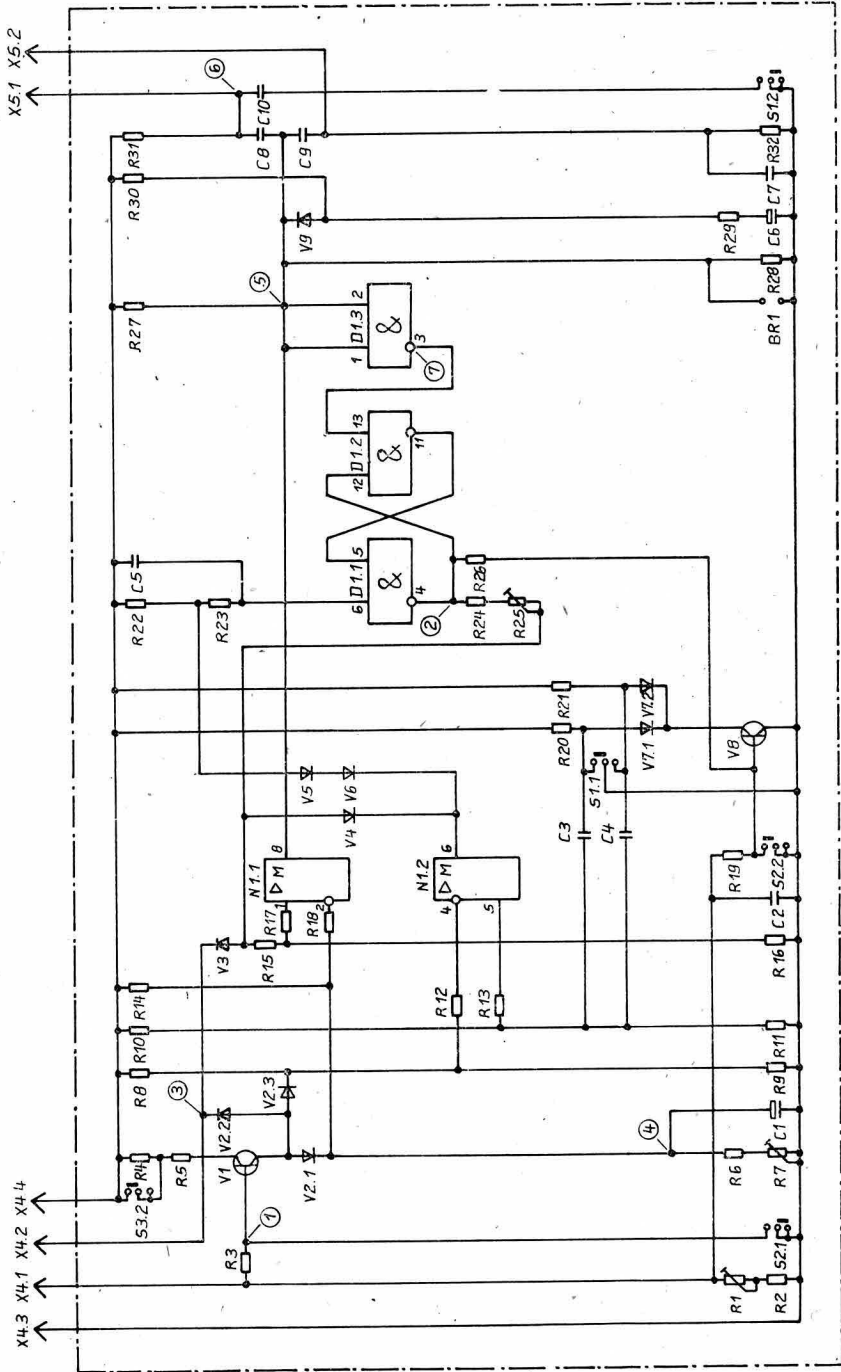 X4.3 X4.1 X4.2 X4.4
X5.1 X5.2
S3.2
R4
R5
V1
R3
1
V2.1
V2.2
V2.3
3
R8
R10
R14
V3
R15
R17
R18
N1.1
▷M
1
2
8
R12
R13
N1.2
▷M
4
5
6
V4
V5
V6
R22
R23
C5
6 D1.1 5
&
4
2
R24
R25
R26
12 D1.2 13
&
11
1 D1.3 2
&
3
7
R27
5
R30
R31
V9
C8
C9
C10
6
R20
R21
C3
C4
S1.1
V7.1
V7.2
V8
R1
R2
S2.1
4
R6
R7
C1
R9
R11
R16
C2
R19
S2.2
BR1
R28
R29
C6
C7
R32
S1.2